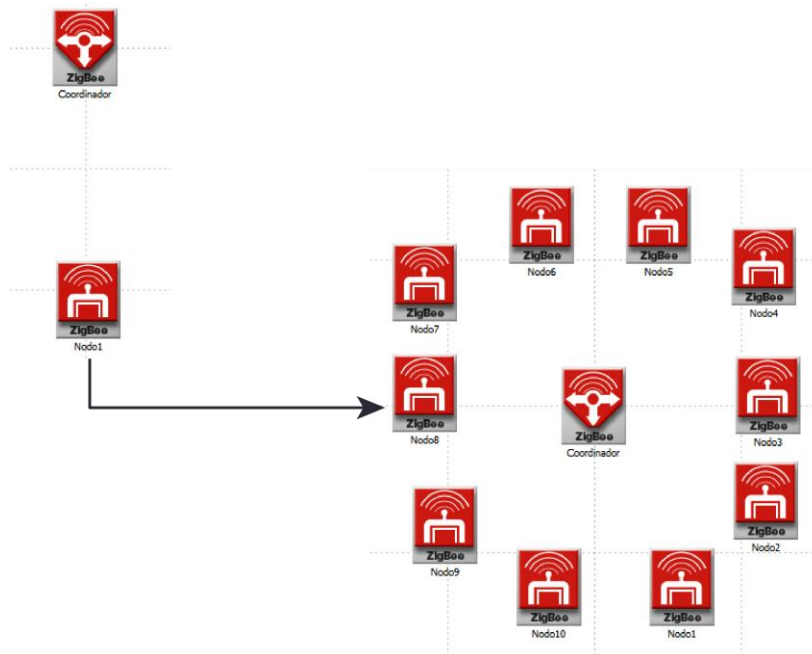 ZigBee
Coordinador
ZigBee
Nodo1
ZigBee
Nodo6
ZigBee
Nodo5
ZigBee
Nodo4
ZigBee
Nodo7
ZigBee
Nodo8
ZigBee
Coordinador
ZigBee
Nodo3
ZigBee
Nodo2
ZigBee
Nodo9
ZigBee
Nodo10
ZigBee
Nodo1